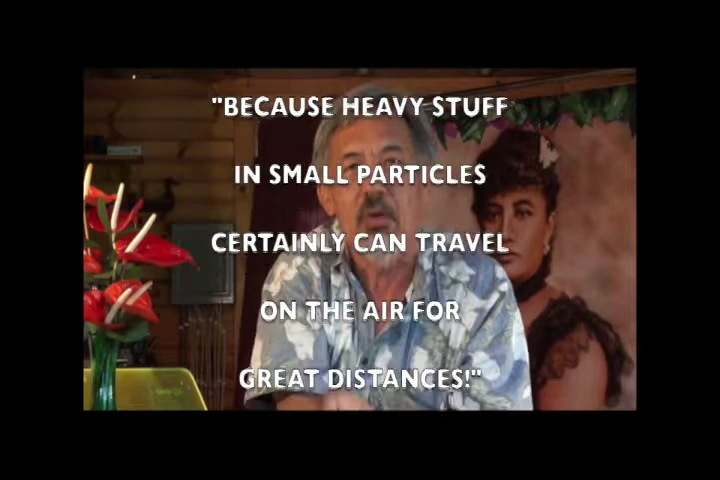 "BECAUSE HEAVY STUFF
IN SMALL PARTICLES
CERTAINLY CAN TRAVEL
ON THE AIR FOR
GREAT DISTANCES!"